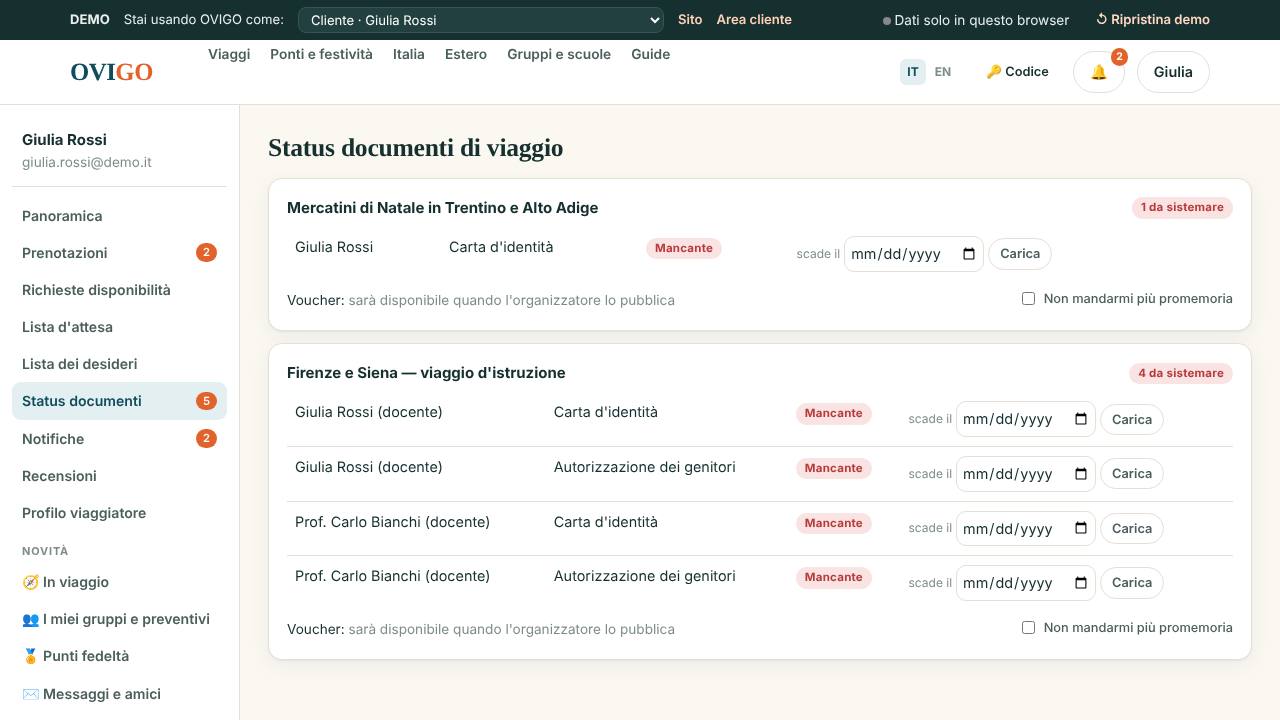 DEMO Stai usando OVIGO come: Cliente · Giulia Rossi Sito Area cliente Dati solo in questo browser Ripristina demo
OVIGO Viaggi Ponti e festività Italia Estero Gruppi e scuole Guide IT EN Codice 2 Giulia
Giulia Rossi
giulia.rossi@demo.it
Panoramica
Prenotazioni 2
Richieste disponibilità
Lista d'attesa
Lista dei desideri
Status documenti 5
Notifiche 2
Recensioni
Profilo viaggiatore
NOVITÀ
In viaggio
I miei gruppi e preventivi
Punti fedeltà
Messaggi e amici
Status documenti di viaggio
Mercatini di Natale in Trentino e Alto Adige 1 da sistemare
Giulia Rossi Carta d'identità Mancante scade il mm/dd/yyyy Carica
Voucher: sarà disponibile quando l'organizzatore lo pubblica Non mandarmi più promemoria
Firenze e Siena — viaggio d'istruzione 4 da sistemare
Giulia Rossi (docente) Carta d'identità Mancante scade il mm/dd/yyyy Carica
Giulia Rossi (docente) Autorizzazione dei genitori Mancante scade il mm/dd/yyyy Carica
Prof. Carlo Bianchi (docente) Carta d'identità Mancante scade il mm/dd/yyyy Carica
Prof. Carlo Bianchi (docente) Autorizzazione dei genitori Mancante scade il mm/dd/yyyy Carica
Voucher: sarà disponibile quando l'organizzatore lo pubblica Non mandarmi più promemoria